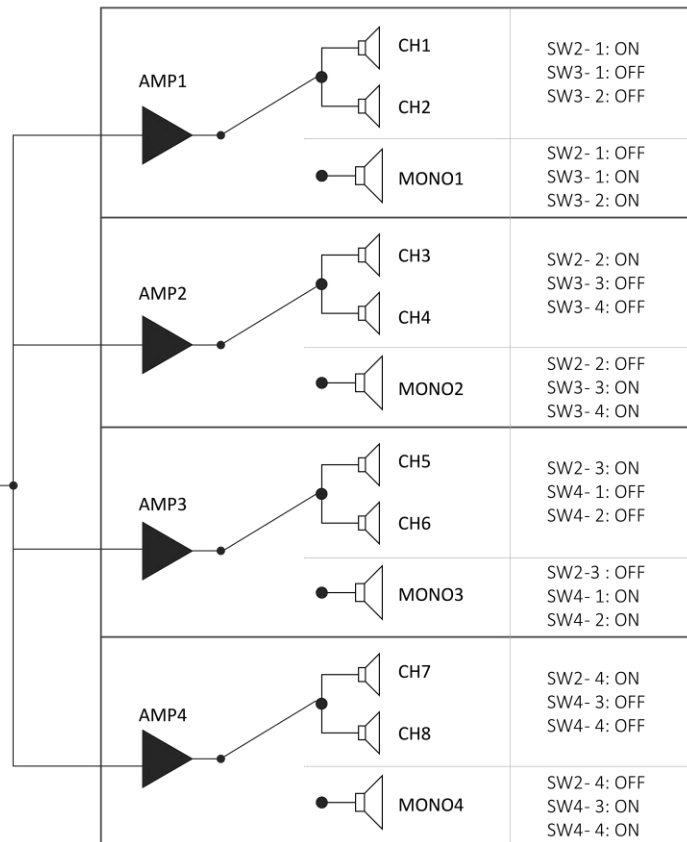 AMP1
CH1
CH2
SW2- 1: ON
SW3- 1: OFF
SW3- 2: OFF
MONO1
SW2- 1: OFF
SW3- 1: ON
SW3- 2: ON
AMP2
CH3
CH4
SW2- 2: ON
SW3- 3: OFF
SW3- 4: OFF
MONO2
SW2- 2: OFF
SW3- 3: ON
SW3- 4: ON
AMP3
CH5
CH6
SW2- 3: ON
SW4- 1: OFF
SW4- 2: OFF
MONO3
SW2-3 : OFF
SW4- 1: ON
SW4- 2: ON
AMP4
CH7
CH8
SW2- 4: ON
SW4- 3: OFF
SW4- 4: OFF
MONO4
SW2- 4: OFF
SW4- 3: ON
SW4- 4: ON